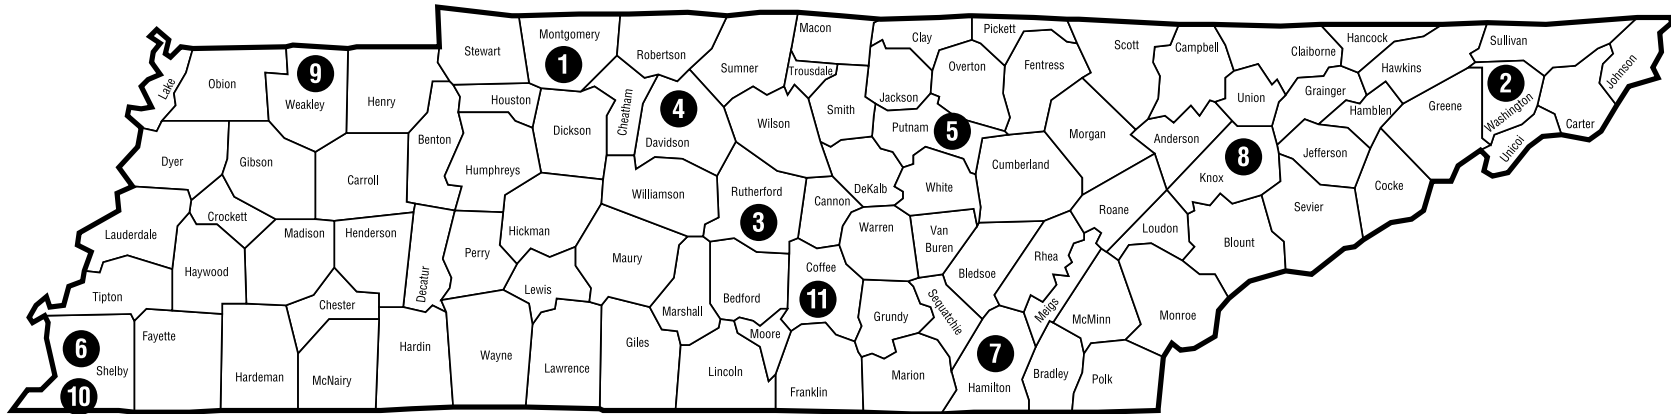 Stewart
Montgomery
1
Robertson
Sumner
Macon
Trousdale
Clay
Pickett
Overton
Fentress
Scott
Campbell
Claiborne
Hancock
Hawkins
Sullivan
Johnson
Lake
Obion
9
Weakley
Henry
Houston
Cheatham
4
Davidson
Wilson
Smith
Jackson
Putnam
5
Morgan
Anderson
Union
Grainger
Hamblen
Greene
2
Washington
Carter
Unicoi
Dyer
Gibson
Carroll
Benton
Humphreys
Dickson
Williamson
Rutherford
3
Cannon
DeKalb
White
Cumberland
Roane
8
Knox
Jefferson
Cocke
Sevier
Lauderdale
Crockett
Haywood
Madison
Henderson
Decatur
Perry
Hickman
Maury
Warren
Van
Buren
Bledsoe
Rhea
Loudon
Blount
Tipton
Chester
Lewis
Marshall
Bedford
Coffee
11
Moore
Grundy
Sequatchie
Meigs
McMinn
Monroe
6
Shelby
10
Fayette
Hardeman
McNairy
Hardin
Wayne
Lawrence
Giles
Lincoln
Franklin
Marion
7
Hamilton
Bradley
Polk